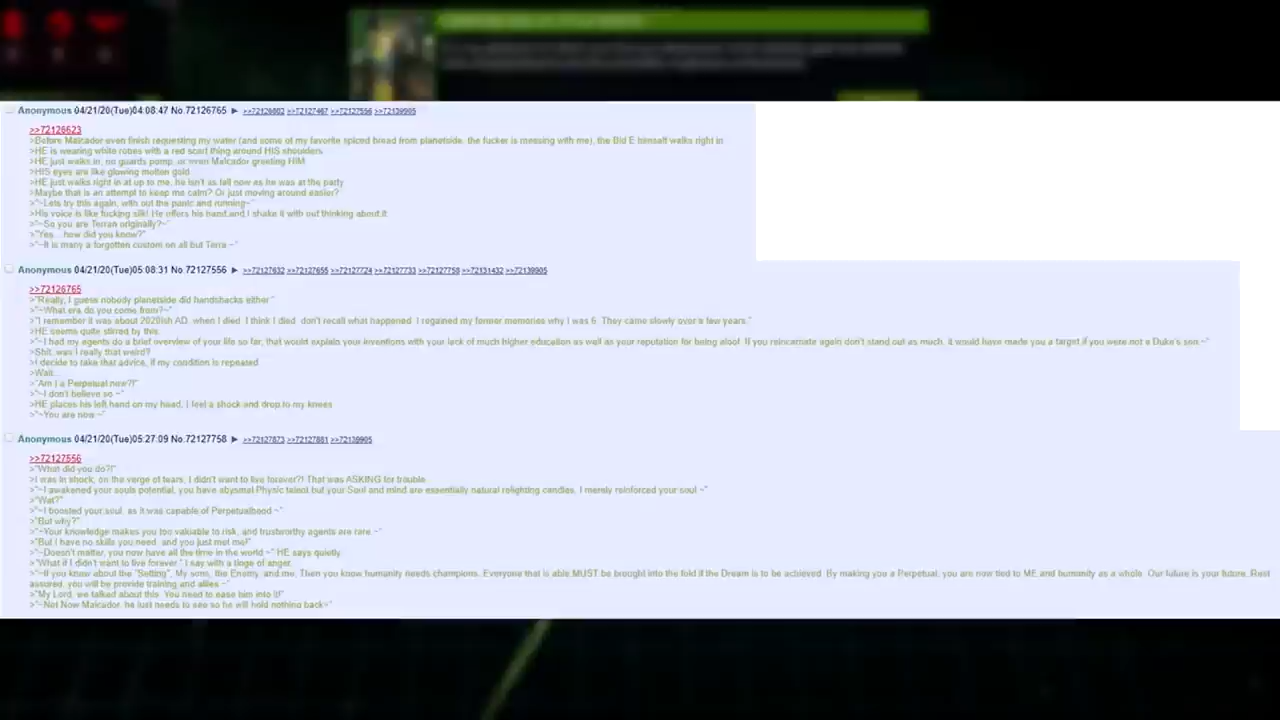 Anonymous 04/21/20(Tue)04:08:47 No.72126765 ▶ >>72126802 >>72127467 >>72127556 >>72139905
>>72126623
>Before Malcador even finish requesting my water (and some of my favorite spiced bread from planetside, the fucker is messing with me), the Bid E himself walks right in
>HE is wearing white robes with a red scarf thing around HIS shoulders
>HE just walks in, no guards pomp, or even Malcador greeting HIM
>HIS eyes are like glowing molten gold
>HE just walks right in at up to me, he isn't as tall now as he was at the party
>Maybe that is an attempt to keep me calm? Or just moving around easier?
>"~Lets try this again, with out the panic and running~"
>His voice is like fucking silk! He offers his hand and I shake it with out thinking about it
>"~So you are Terran originally?~"
>"Yes... how did you know?"
>"~It is many a forgotten custom on all but Terra ~"
Anonymous 04/21/20(Tue)05:08:31 No.72127556 ▶ >>72127632 >>72127655 >>72127724 >>72127733 >>72127758 >>72131432 >>72139905
>>72126765
>"Really, I guess nobody planetside did handshacks either"
>"~What era do you come from?~"
>"I remember it was about 2020ish AD, when I died. I think I died, don't recall what happened. I regained my former memories why I was 6. They came slowly over a few years."
>HE seems quite stirred by this.
>"~I had my agents do a brief overview of your life so far, that would explain your inventions with your lack of much higher education as well as your reputation for being aloof. If you reincarnate again don't stand out as much, it would have made you a target if you were not a Duke's son.~"
>Shit, was I really that weird?
>I decide to take that advice, if my condition is repeated
>Wait...
>"Am I a Perpetual now?!"
>"~I don't believe so ~"
>HE places his left hand on my head, I feel a shock and drop to my knees
>"~You are now ~"
Anonymous 04/21/20(Tue)05:27:09 No.72127758 ▶ >>72127873 >>72127881 >>72139905
>>72127556
>"What did you do?!"
>I was in shock, on the verge of tears, I didn't want to live forever?! That was ASKING for trouble
>"~I awakened your souls potential, you have abysmal Physic talent but your Soul and mind are essentially natural relighting candles, I merely reinforced your soul ~"
>"Wat?"
>"~I boosted your soul, as it was capable of Perpetualhood ~"
>"But why?"
>"~Your knowledge makes you too valuable to risk, and trustworthy agents are rare.~"
>"But I have no skills you need, and you just met me!"
>"~Doesn't matter, you now have all the time in the world ~" HE says quietly
>"What if I didn't want to live forever." I say with a tinge of anger.
>"~If you know about the "Setting", My sons, the Enemy, and me, Then you know humanity needs champions. Everyone that is able MUST be brought into the fold if the Dream is to be achieved. By making you a Perpetual, you are now tied to ME and humanity as a whole. Our future is your future. Rest
assured, you will be provide training and allies ~"
>"My Lord, we talked about this. You need to ease him into it!"
>"~Not Now Malcador, he just needs to see so he will hold nothing back~"